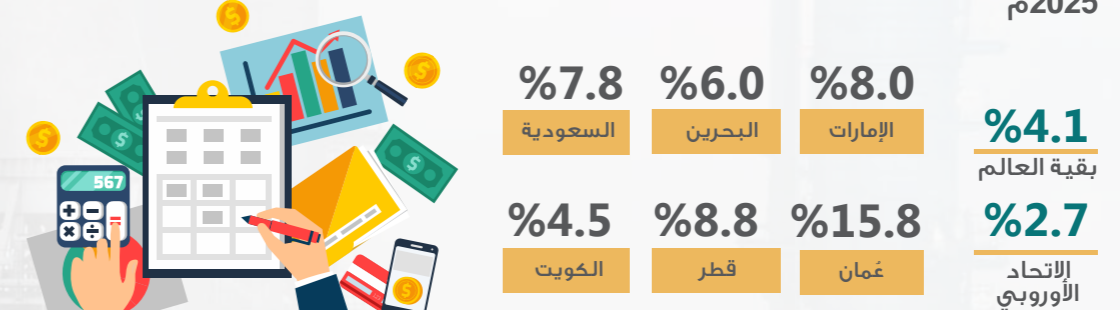 2025م
%8.0
الإمارات
%6.0
البحرين
%7.8
السعودية
%4.1
بقية العالم
%15.8
عُمان
%8.8
قطر
%4.5
الكويت
%2.7
الاتحاد
الأوروبي
567